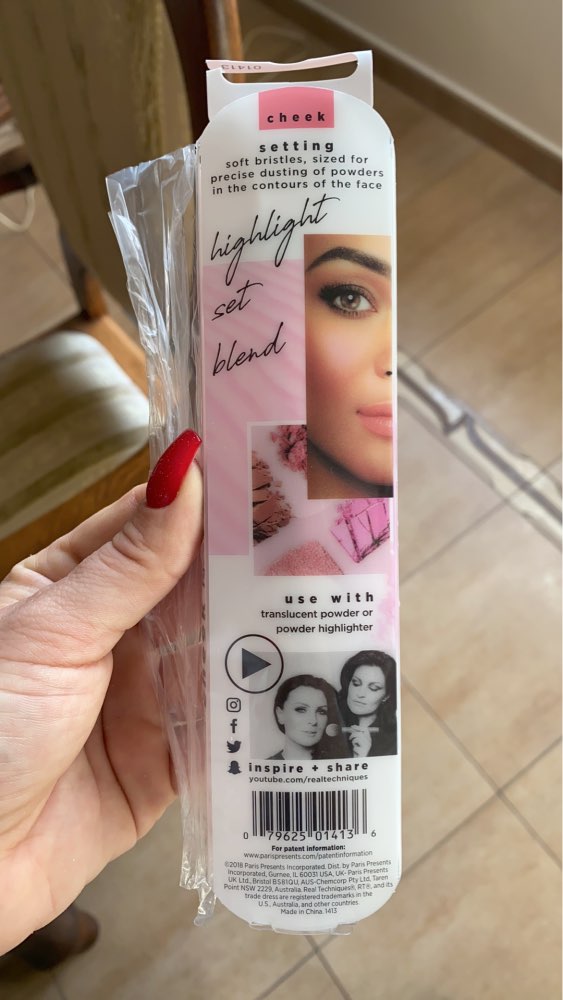 01413
cheek
setting
soft bristles, sized for
precise dusting of powders
in the contours of the face
highlight
set
blend
use with
translucent powder or
powder highlighter
inspire + share
youtube.com/realtechniques
0 79625 01413 6
For patent information:
www.parispresents.com/patentinformation
©2018 Paris Presents Incorporated. Dist. by Paris Presents
Incorporated, Gurnee, IL 60031 USA, UK- Paris Presents
UK Ltd., Bristol BS81QU, AUS-Chemcorp Pty Ltd, Taren
Point NSW 2229, Australia. Real Techniques®, RT®, and its
trade dress are registered trademarks in the
U.S., Australia, and other countries.
Made in China. 1413